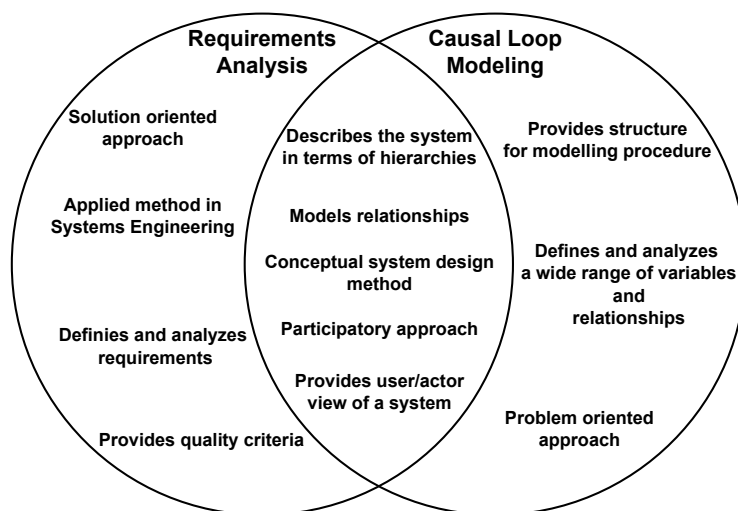 Requirements
Analysis
Causal Loop
Modeling
Solution oriented
approach
Applied method in
Systems Engineering
Definies and analyzes
requirements
Provides quality criteria
Describes the system
in terms of hierarchies
Models relationships
Conceptual system design
method
Participatory approach
Provides user/actor
view of a system
Provides structure
for modelling procedure
Defines and analyzes
a wide range of variables
and
relationships
Problem oriented
approach